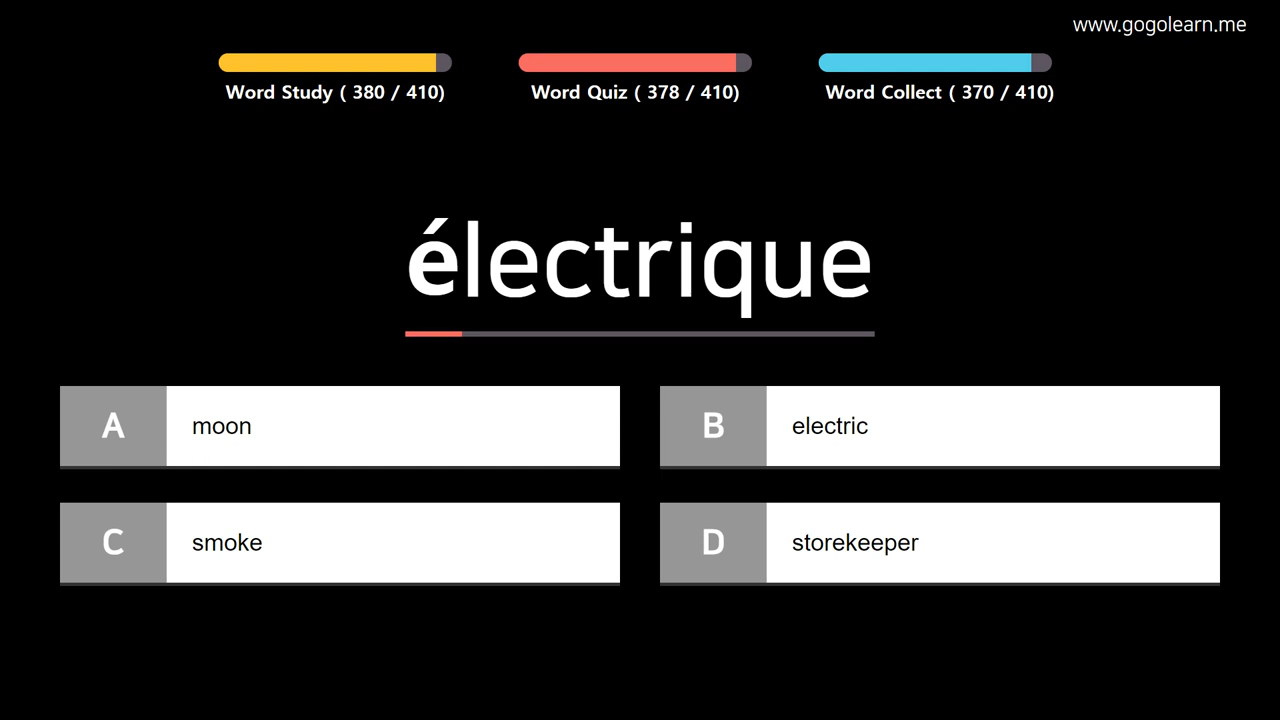 www.gogolearn.me
Word Study ( 380 / 410)
Word Quiz ( 378 / 410)
Word Collect ( 370 / 410)
électrique
A moon
B electric
C smoke
D storekeeper